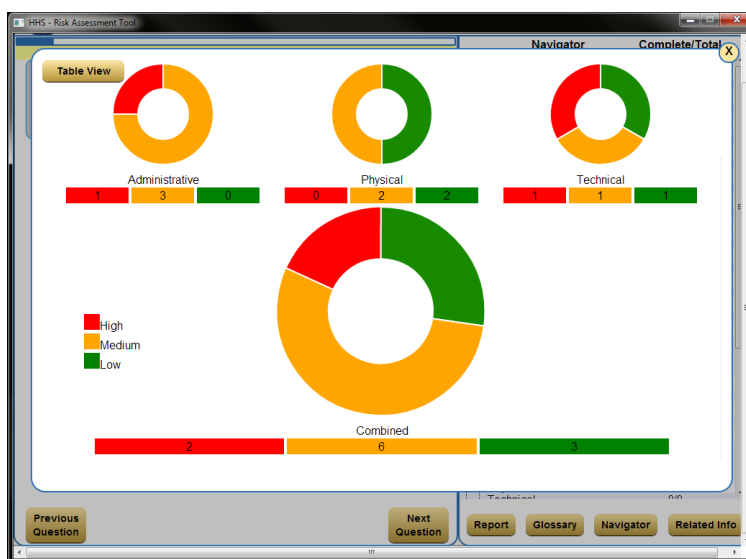 HHS - Risk Assessment Tool
Navigator Complete/Total
X
Table View
Administrative
1 3 0
Physical
0 2 2
Technical
1 1 1
High
Medium
Low
Combined
2 6 3
Technical 0/0
Previous
Question
Next
Question
Report
Glossary
Navigator
Related Info